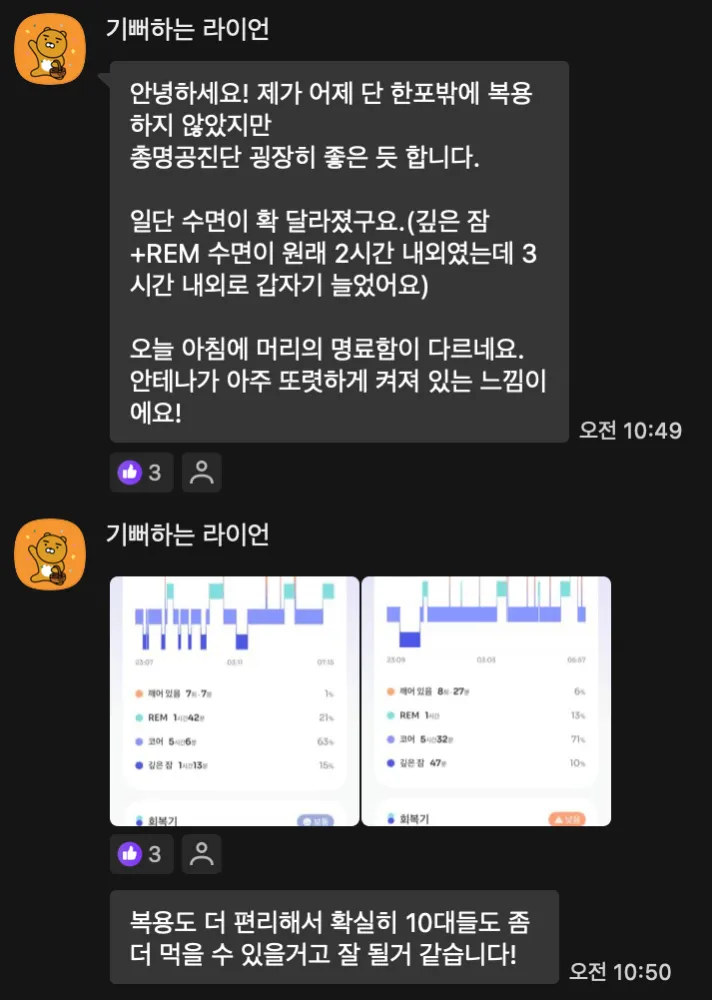 기뻐하는 라이언
안녕하세요! 제가 어제 단 한포밖에 복용
하지 않았지만
총명공진단 굉장히 좋은 듯 합니다.
일단 수면이 확 달라졌구요.(깊은 잠
+REM 수면이 원래 2시간 내외였는데 3
시간 내외로 갑자기 늘었어요)
오늘 아침에 머리의 명료함이 다르네요.
안테나가 아주 또렷하게 켜져 있는 느낌이
에요!
오전 10:49
3
기뻐하는 라이언
23:07 03:11 07:15
깨어 있음 7회 · 7분 1%
REM 1시간42분 21%
코어 5시간6분 63%
깊은 잠 1시간13분 15%
회복기 보통
23:09 03:03 06:57
깨어 있음 8회 · 27분 6%
REM 1시간 13%
코어 5시간32분 71%
깊은 잠 47분 10%
회복기 낮음
3
복용도 더 편리해서 확실히 10대들도 좀
더 먹을 수 있을거고 잘 될거 같습니다!
오전 10:50